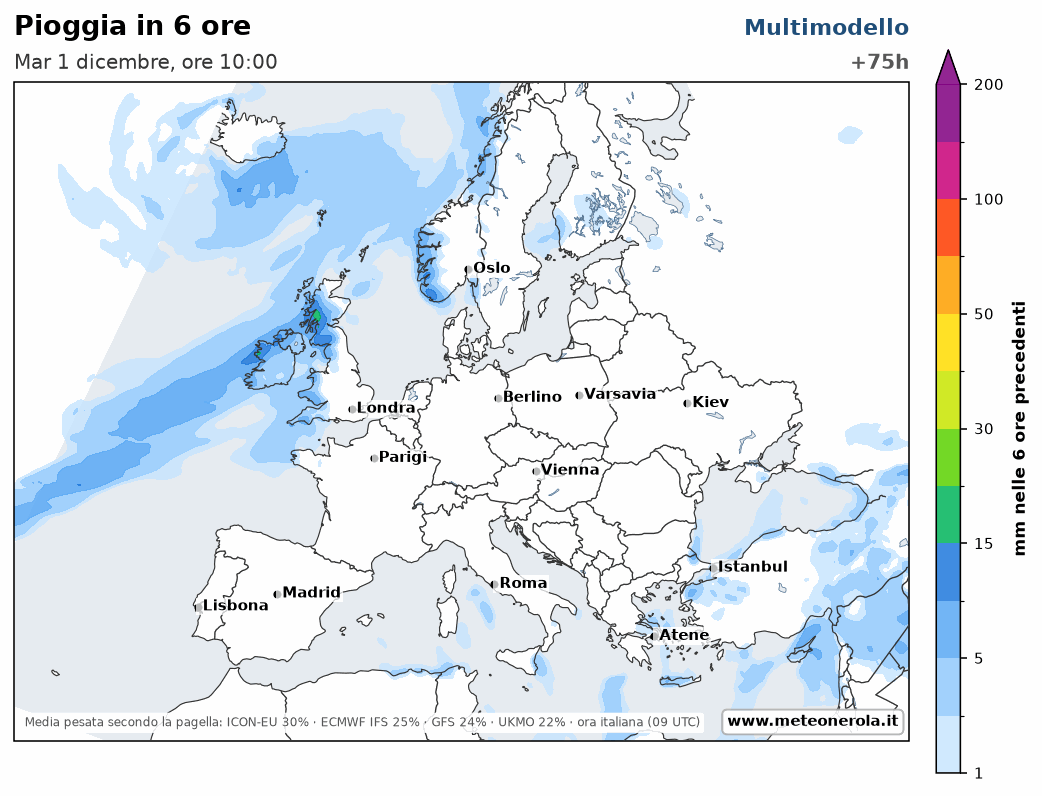 Pioggia in 6 ore
Multimodello
Mar 1 dicembre, ore 10:00
+75h
200
100
50
30
15
5
1
mm nelle 6 ore precedenti
Oslo
Berlino
Varsavia
Kiev
Londra
Parigi
Vienna
Istanbul
Roma
Madrid
Lisbona
Atene
Media pesata secondo la pagella: ICON-EU 30% · ECMWF IFS 25% · GFS 24% · UKMO 22% · ora italiana (09 UTC)
www.meteonerola.it